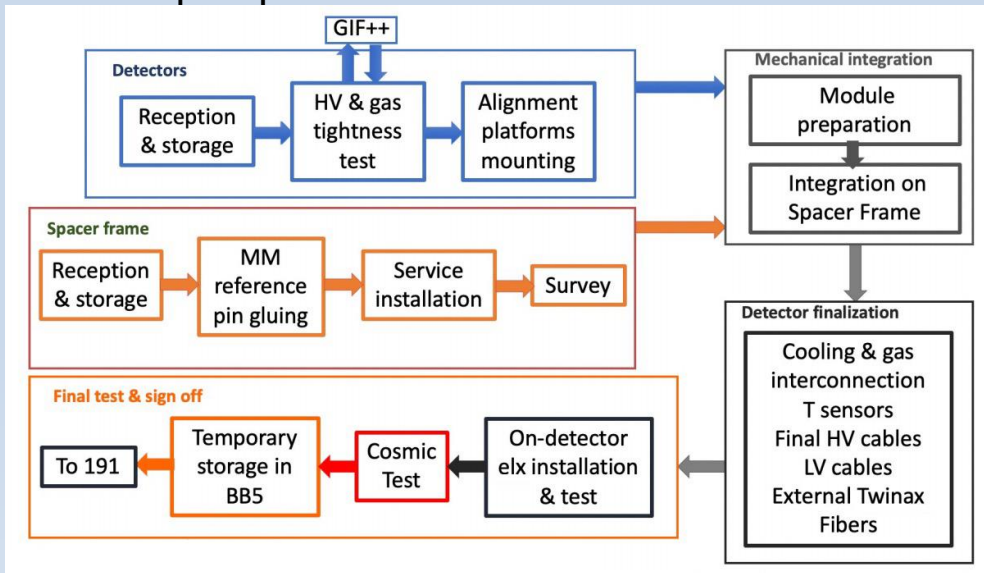 GIF++
Detectors
Reception
& storage
HV & gas
tightness
test
Alignment
platforms
mounting
Mechanical integration
Module
preparation
Integration on
Spacer Frame
Spacer frame
Reception
& storage
MM
reference
pin gluing
Service
installation
Survey
Detector finalization
Cooling & gas
interconnection
T sensors
Final HV cables
LV cables
External Twinax
Fibers
Final test & sign off
To 191
Temporary
storage in
BB5
Cosmic
Test
On-detector
elx installation
& test